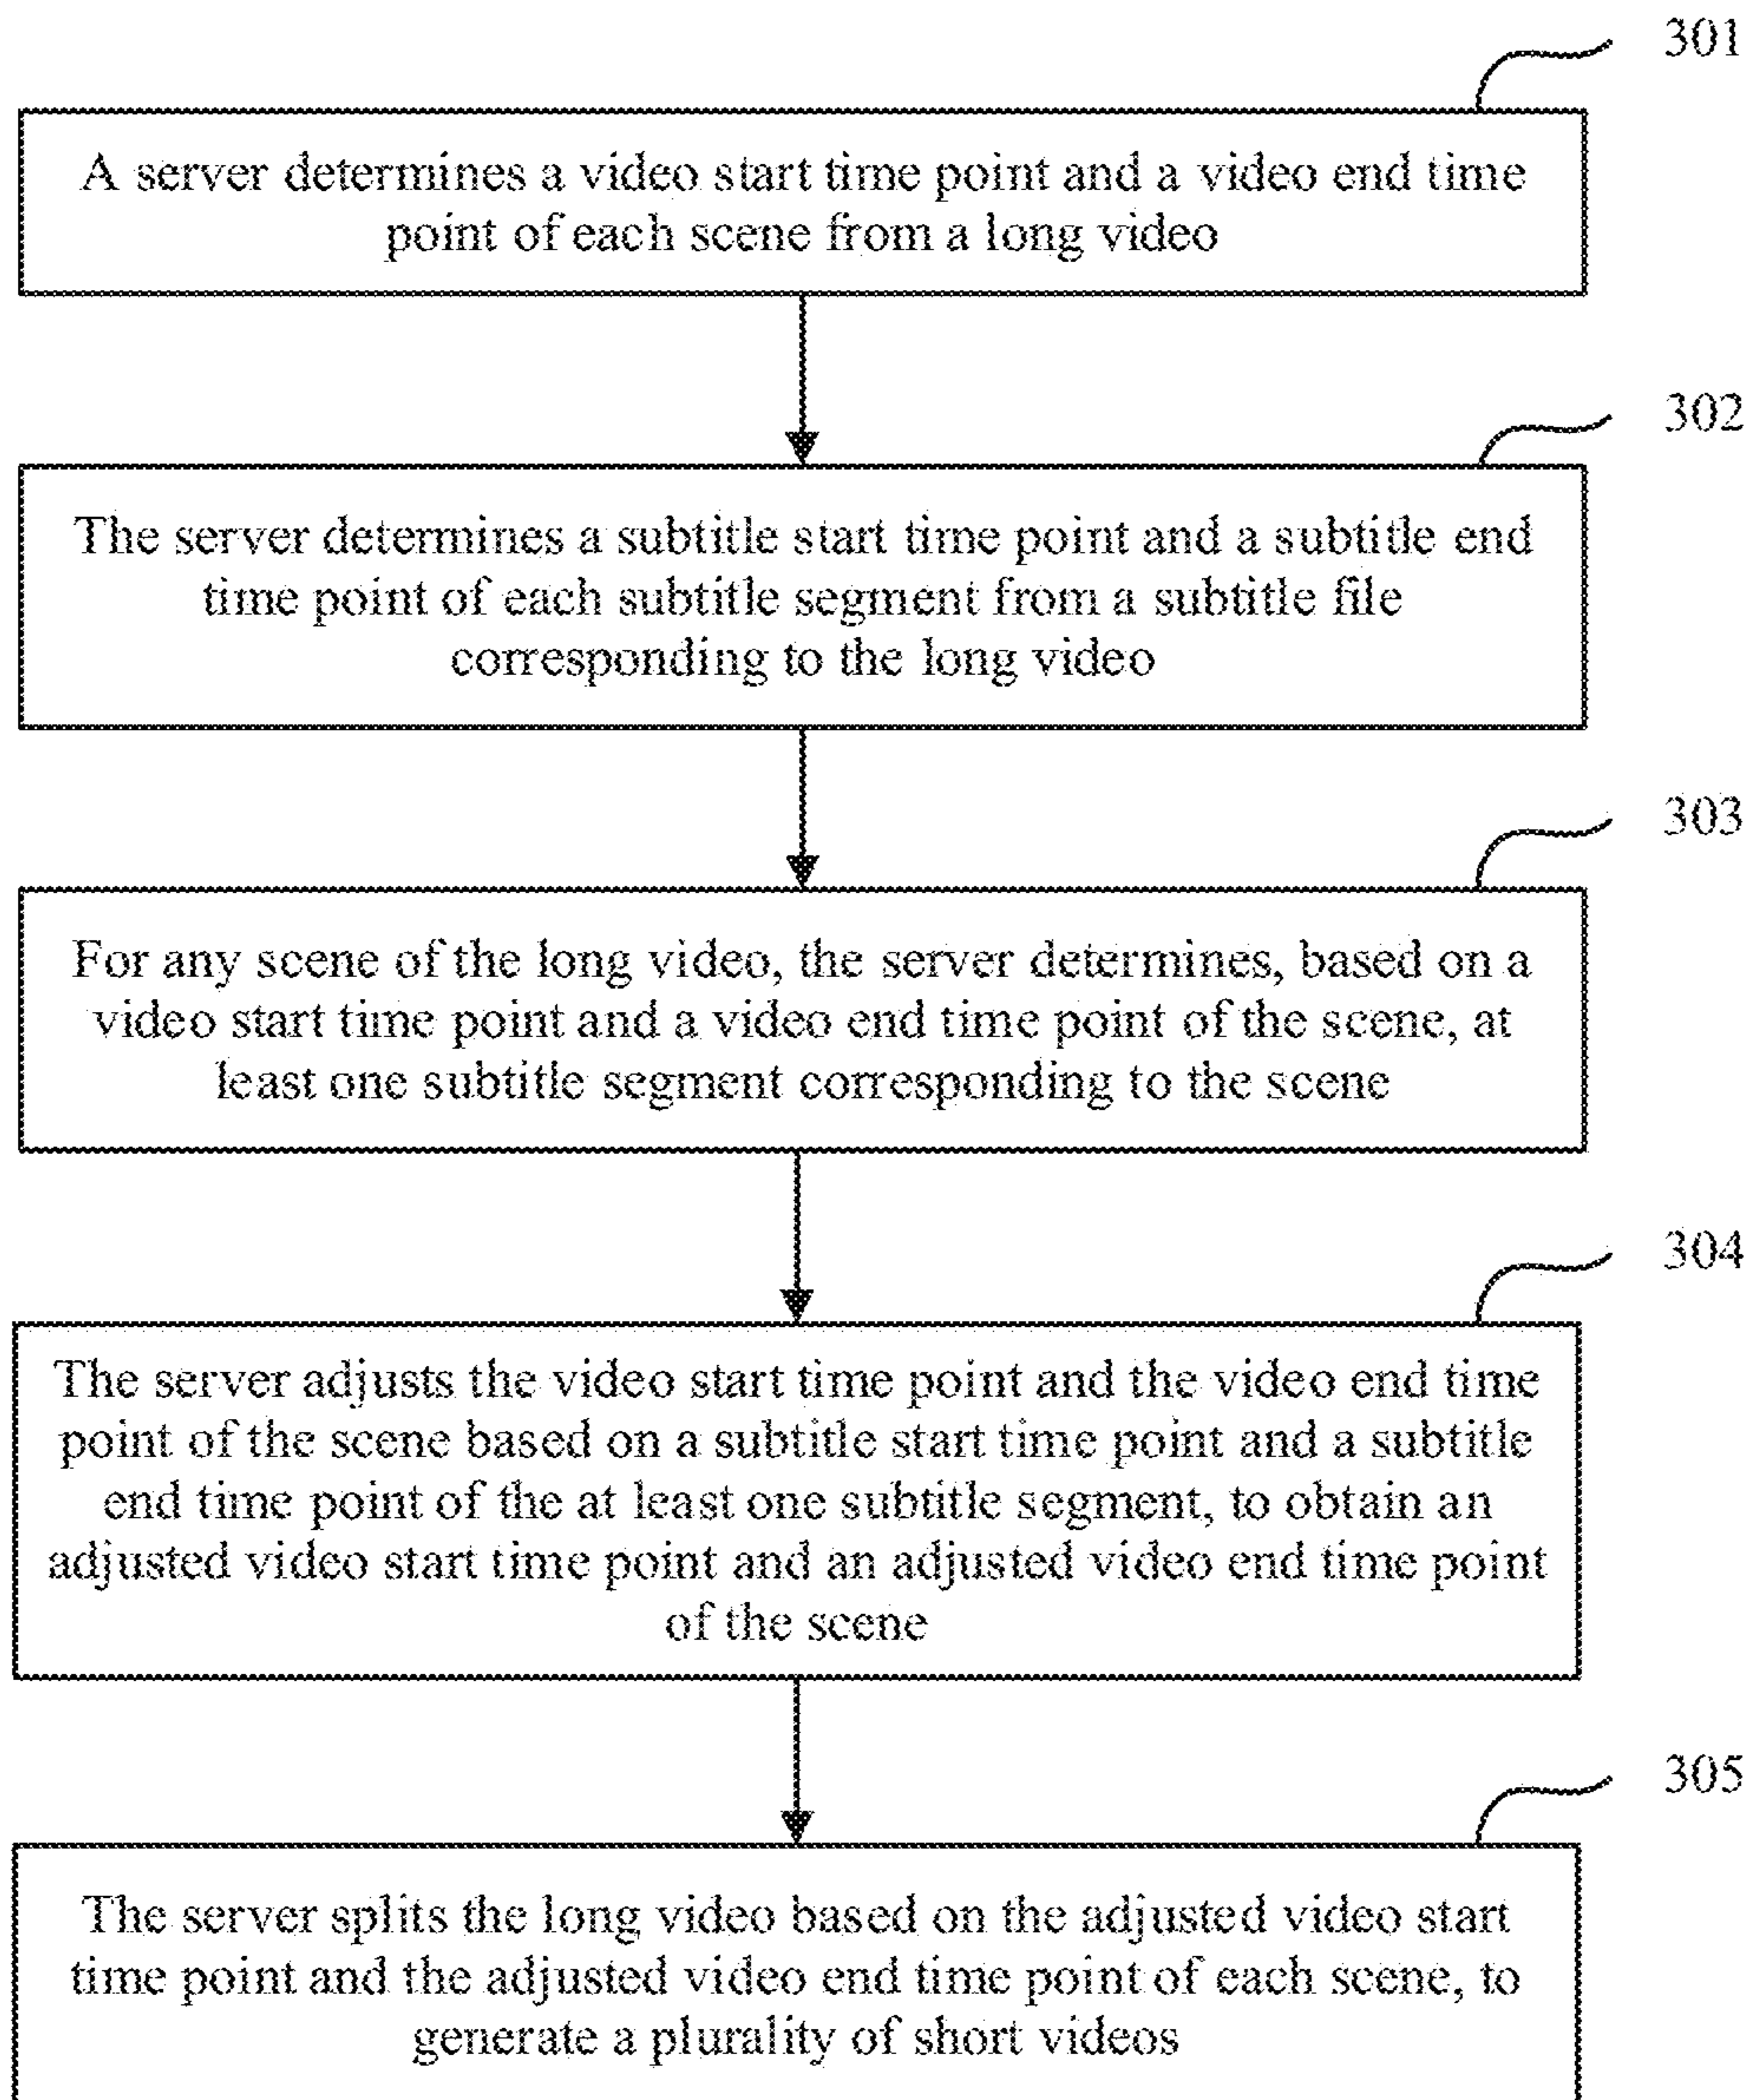 301
A server determines a video start time point and a video end time
point of each scene from a long video
302
The server determines a subtitle start time point and a subtitle end
time point of each subtitle segment from a subtitle file
corresponding to the long video
303
For any scene of the long video, the server determines, based on a
video start time point and a video end time point of the scene, at
least one subtitle segment corresponding to the scene
304
The server adjusts the video start time point and the video end time
point of the scene based on a subtitle start time point and a subtitle
end time point of the at least one subtitle segment, to obtain an
adjusted video start time point and an adjusted video end time point
of the scene
305
The server splits the long video based on the adjusted video start
time point and the adjusted video end time point of each scene, to
generate a plurality of short videos